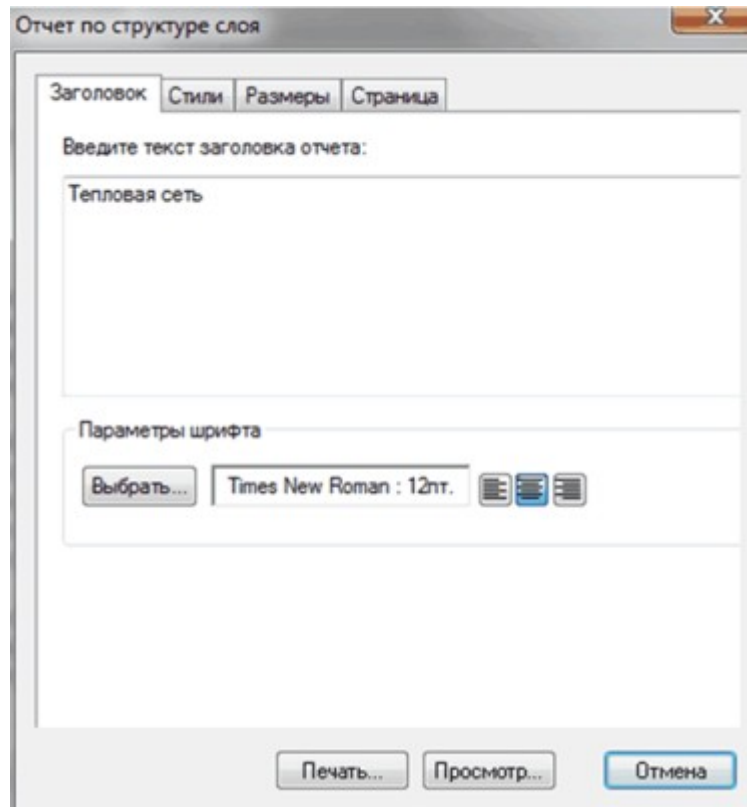 Отчет по структуре слоя
Заголовок Стили Размеры Страница
Введите текст заголовка отчета:
Тепловая сеть
Параметры шрифта
Выбрать... Times New Roman : 12пт.
Печать... Просмотр... Отмена